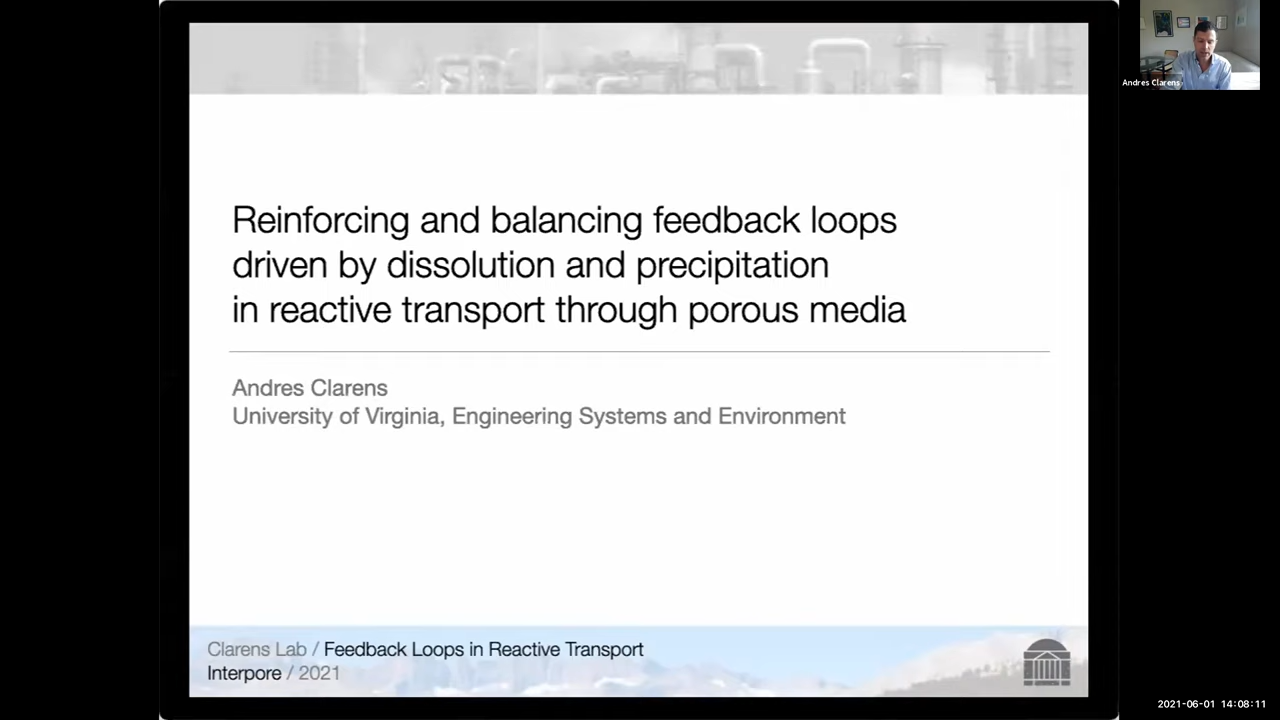 Andres Clarens
Reinforcing and balancing feedback loops
driven by dissolution and precipitation
in reactive transport through porous media
Andres Clarens
University of Virginia, Engineering Systems and Environment
Clarens Lab / Feedback Loops in Reactive Transport
Interpore / 2021
2021-06-01 14:08:11